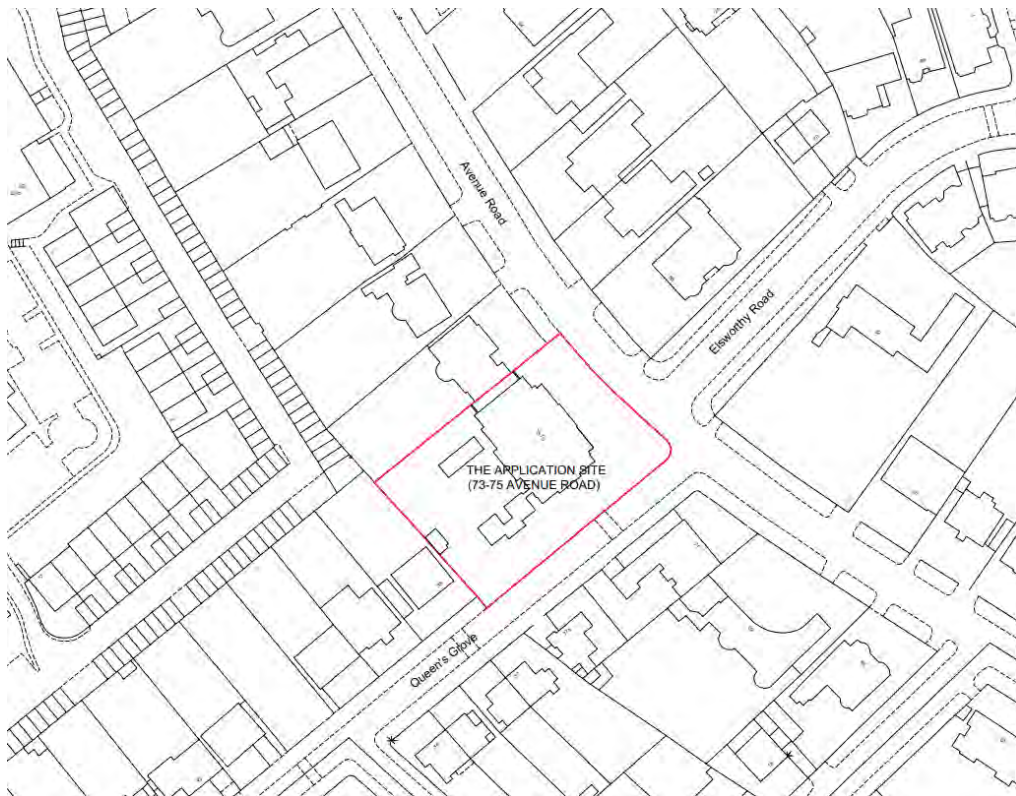 Avenue Road
Elsworthy Road
THE APPLICATION SITE
(73-75 AVENUE ROAD)
Queen's Grove